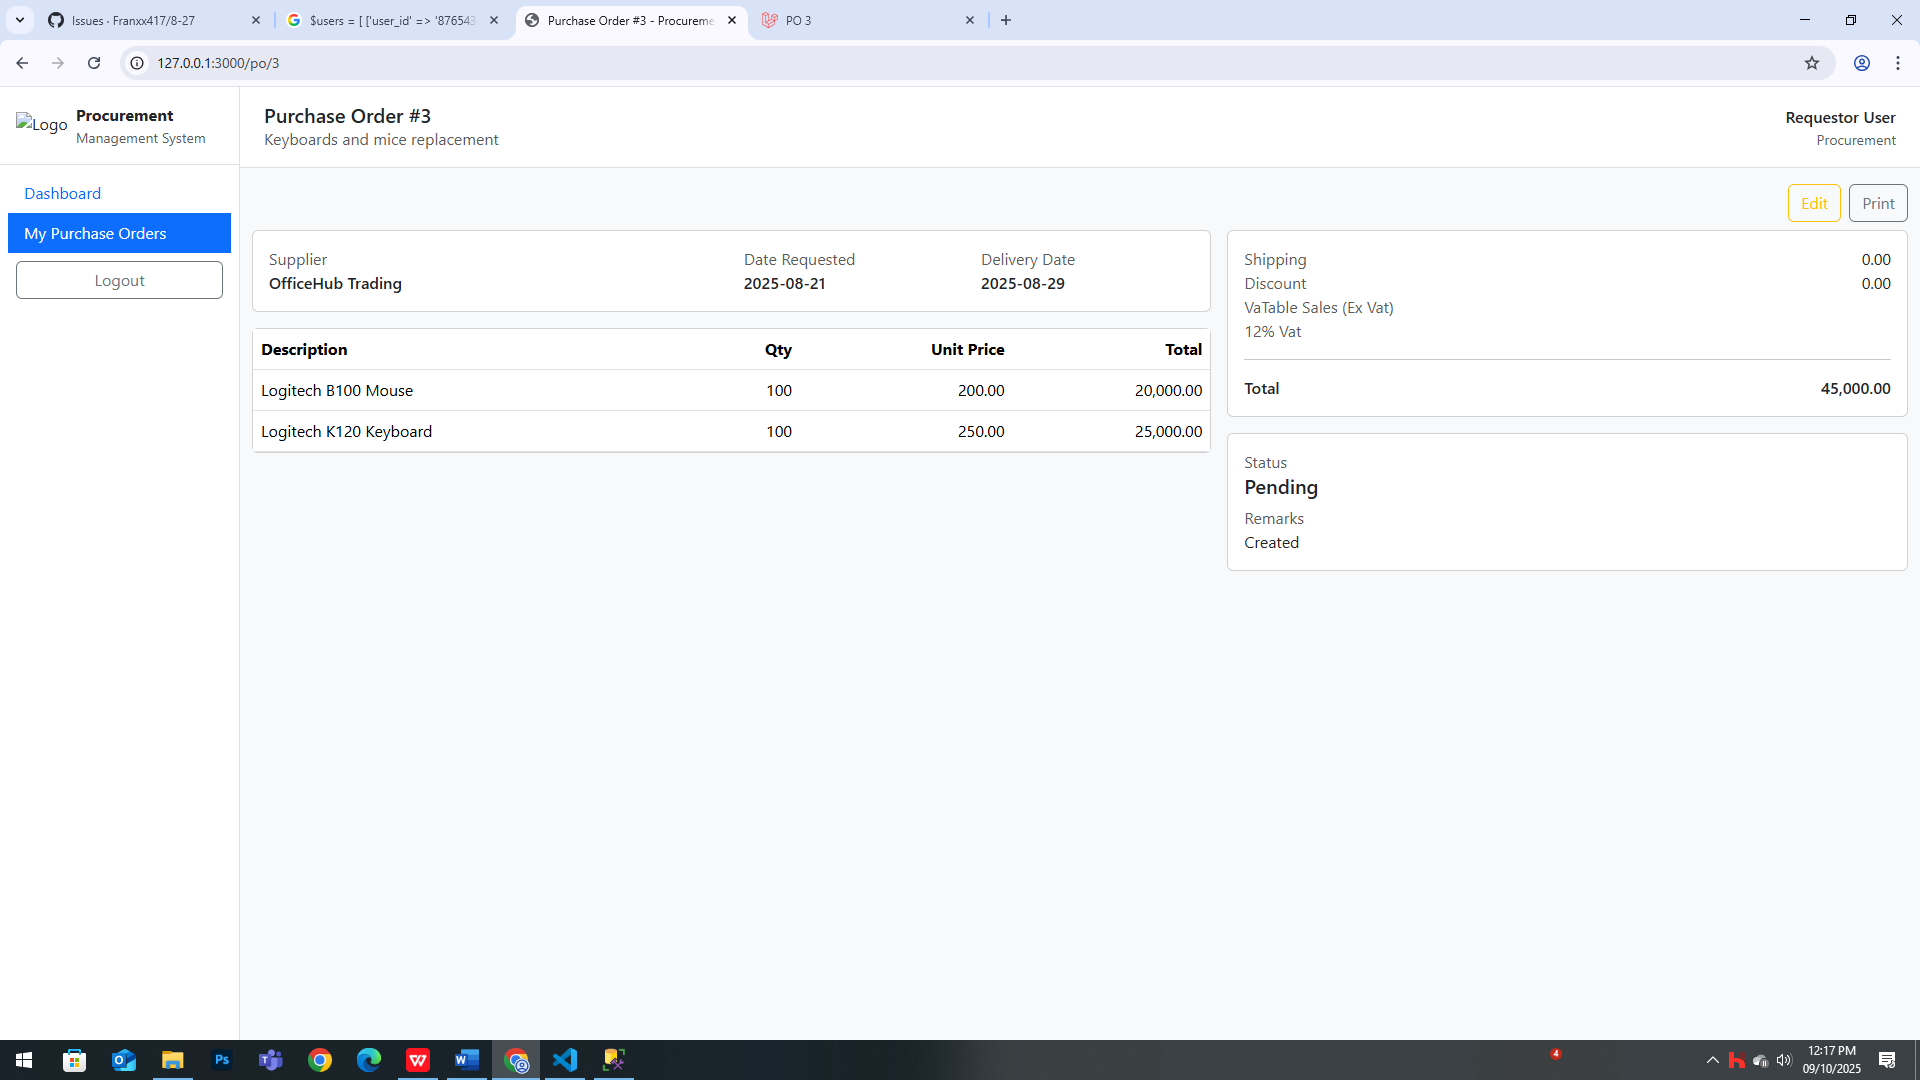 Issues · Franxx417/8-27
$users = [ ['user_id' => '876543
Purchase Order #3 - Procureme
PO 3
127.0.0.1:3000/po/3
Logo
Procurement
Management System
Dashboard
My Purchase Orders
Logout
Purchase Order #3
Keyboards and mice replacement
Requestor User
Procurement
Edit
Print
Supplier
OfficeHub Trading
Date Requested
2025-08-21
Delivery Date
2025-08-29
Description Qty Unit Price Total
Logitech B100 Mouse 100 200.00 20,000.00
Logitech K120 Keyboard 100 250.00 25,000.00
Shipping 0.00
Discount 0.00
VaTable Sales (Ex Vat)
12% Vat
Total 45,000.00
Status
Pending
Remarks
Created
4
12:17 PM
09/10/2025